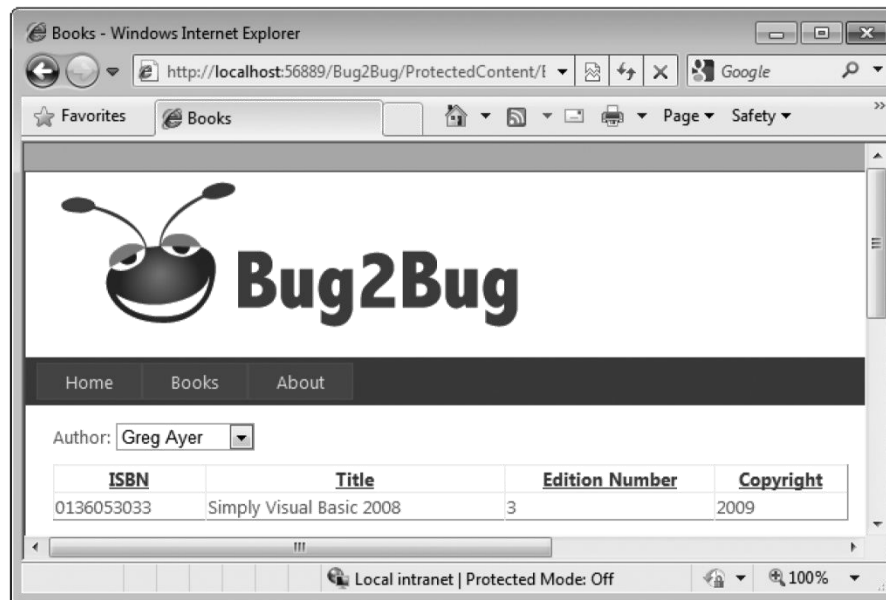 Books - Windows Internet Explorer
http://localhost:56889/Bug2Bug/ProtectedContent/
Google
Favorites
Books
Page
Safety
Bug2Bug
Home
Books
About
Author: Greg Ayer
ISBN Title Edition Number Copyright
0136053033 Simply Visual Basic 2008 3 2009
Local intranet | Protected Mode: Off
100%